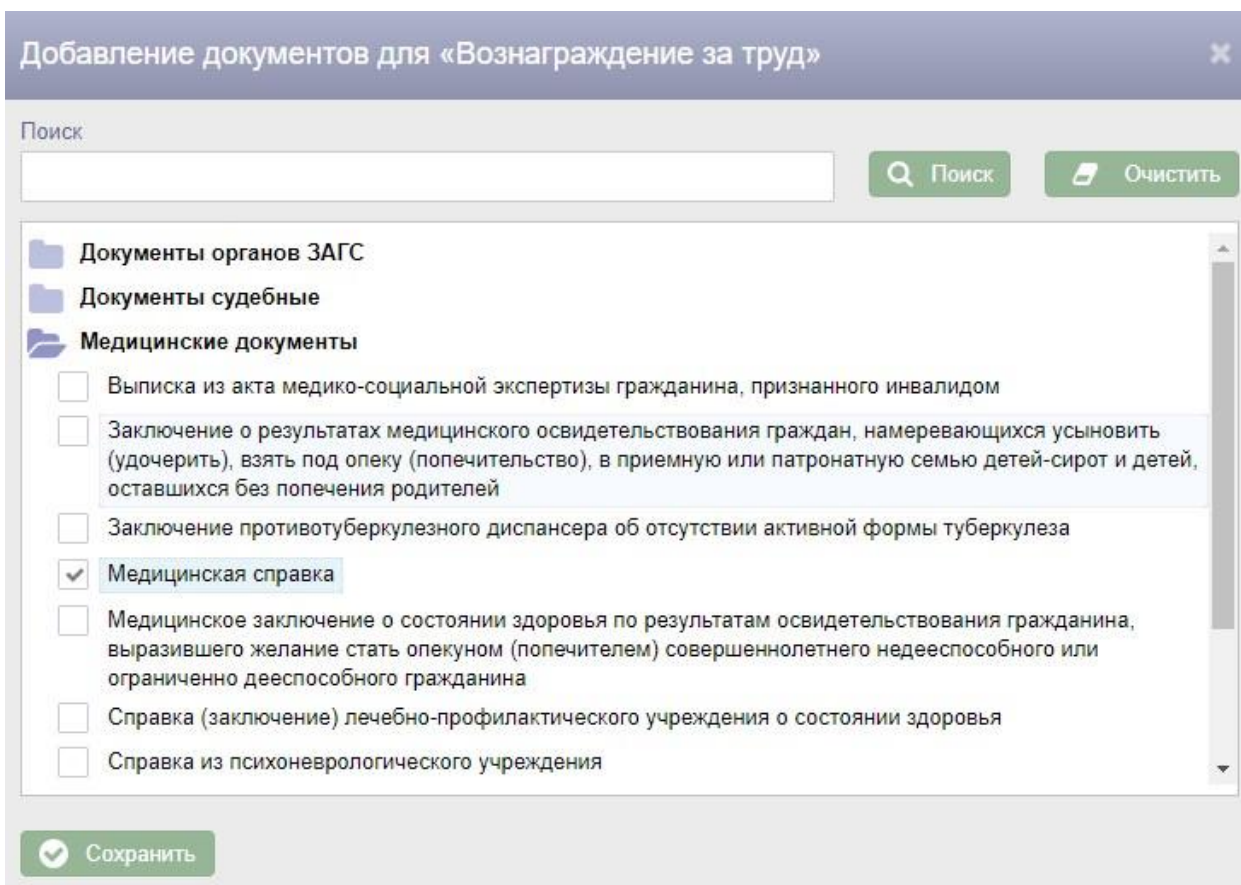 Добавление документов для «Вознаграждение за труд»
Поиск
Поиск
Очистить
Документы органов ЗАГС
Документы судебные
Медицинские документы
Выписка из акта медико-социальной экспертизы гражданина, признанного инвалидом
Заключение о результатах медицинского освидетельствования граждан, намеревающихся усыновить
(удочерить), взять под опеку (попечительство), в приемную или патронатную семью детей-сирот и детей,
оставшихся без попечения родителей
Заключение противотуберкулезного диспансера об отсутствии активной формы туберкулеза
Медицинская справка
Медицинское заключение о состоянии здоровья по результатам освидетельствования гражданина,
выразившего желание стать опекуном (попечителем) совершеннолетнего недееспособного или
ограниченно дееспособного гражданина
Справка (заключение) лечебно-профилактического учреждения о состоянии здоровья
Справка из психоневрологического учреждения
Сохранить